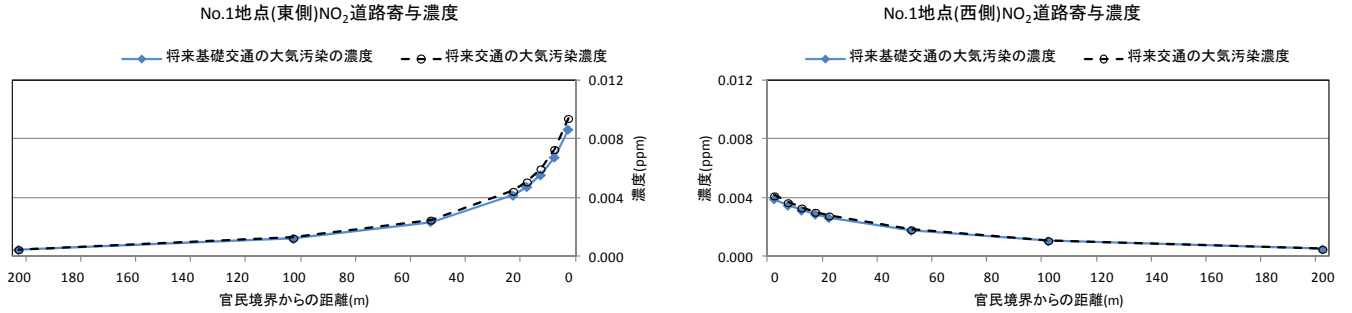 No.1地点(東側)NO2道路寄与濃度
将来基礎交通の大気汚染の濃度 将来交通の大気汚染濃度
0.012
0.008
0.004
0.000
濃度(ppm)
200 180 160 140 120 100 80 60 40 20 0
官民境界からの距離(m)
No.1地点(西側)NO2道路寄与濃度
将来基礎交通の大気汚染の濃度 将来交通の大気汚染濃度
0.012
0.008
0.004
0.000
濃度(ppm)
0 20 40 60 80 100 120 140 160 180 200
官民境界からの距離(m)